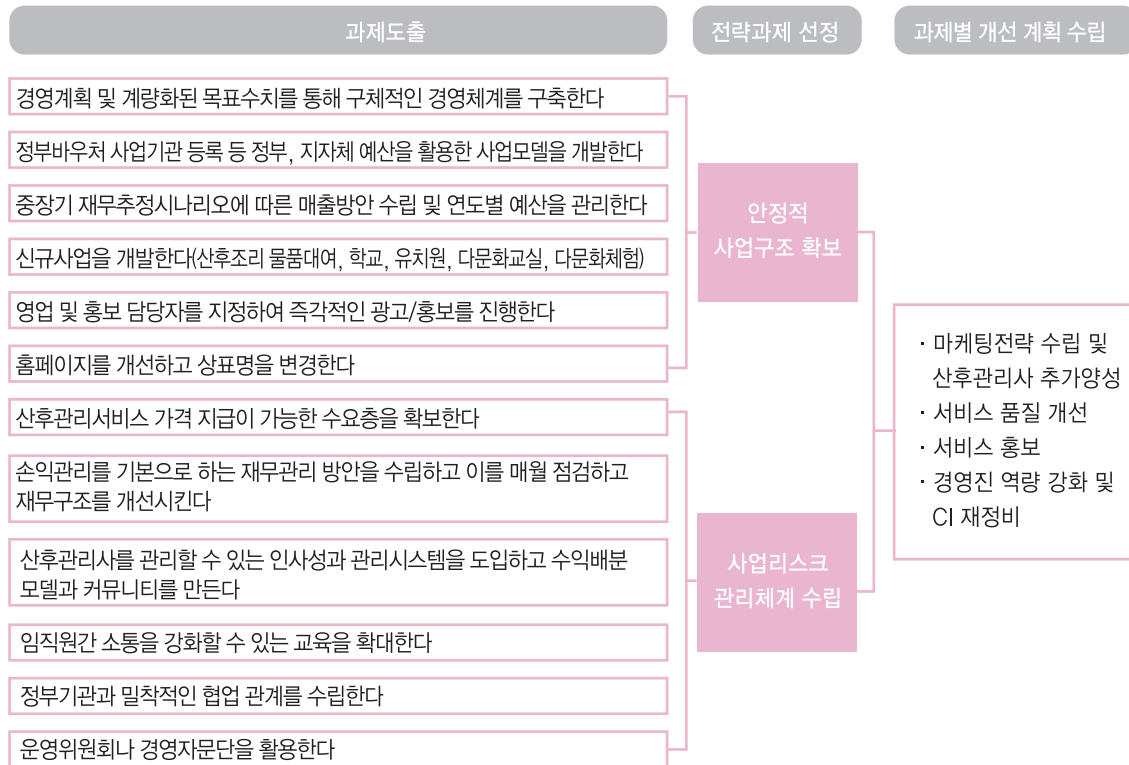 과제도출
전략과제 선정
과제별 개선 계획 수립
경영계획 및 계량화된 목표수치를 통해 구체적인 경영체계를 구축한다
정부바우처 사업기관 등록 등 정부, 지자체 예산을 활용한 사업모델을 개발한다
중장기 재무추정시나리오에 따른 매출방안 수립 및 연도별 예산을 관리한다
신규사업을 개발한다(산후조리 물품대여, 학교, 유치원, 다문화교실, 다문화체험)
영업 및 홍보 담당자를 지정하여 즉각적인 광고/홍보를 진행한다
홈페이지를 개선하고 상표명을 변경한다
산후관리서비스 가격 지급이 가능한 수요층을 확보한다
손익관리를 기본으로 하는 재무관리 방안을 수립하고 이를 매월 점검하고
재무구조를 개선시킨다
산후관리사를 관리할 수 있는 인사성과 관리시스템을 도입하고 수익배분
모델과 커뮤니티를 만든다
임직원간 소통을 강화할 수 있는 교육을 확대한다
정부기관과 밀착적인 협업 관계를 수립한다
운영위원회나 경영자문단을 활용한다
안정적
사업구조 확보
사업리스크
관리체계 수립
· 마케팅전략 수립 및
산후관리사 추가양성
· 서비스 품질 개선
· 서비스 홍보
· 경영진 역량 강화 및
CI 재정비